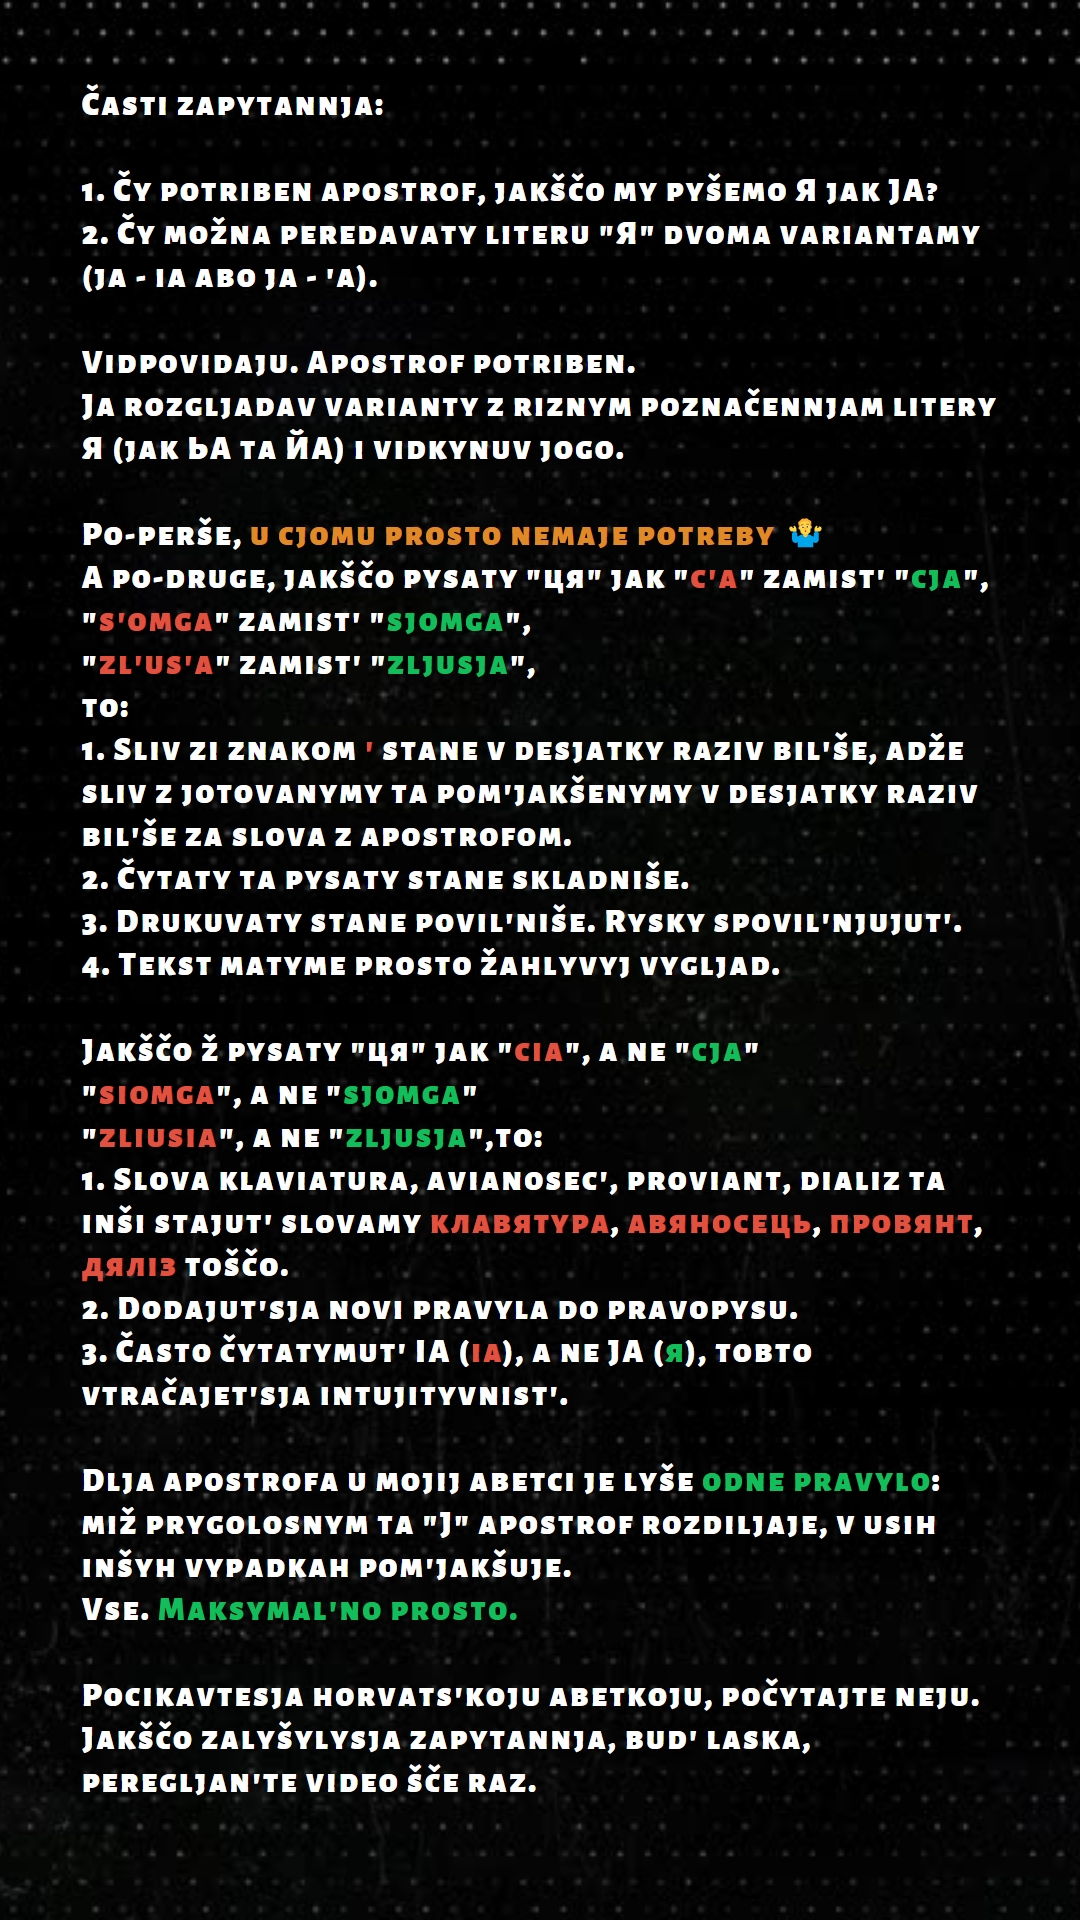 Časti zapytannja:
1. Čy potriben apostrof, jakščo my pyšemo Я jak JA?
2. Čy možna peredavaty literu "Я" dvoma variantamy
(ja - ia abo ja - 'a).
Vidpovidaju. Apostrof potriben.
Ja rozgljadav varianty z riznym poznačennjam litery
Я (jak ЬА ta ЙА) i vidkynuv jogo.
Po-perše, u cjomu prosto nemaje potreby 🤷‍♂️
A po-druge, jakščo pysaty "ця" jak "c'a" zamist' "cja",
"s'omga" zamist' "sjomga",
"zl'us'a" zamist' "zljusja",
to:
1. Sliv zi znakom ' stane v desjatky raziv bil'še, adže
sliv z jotovanymy ta pom'jakšenymy v desjatky raziv
bil'še za slova z apostrofom.
2. Čytaty ta pysaty stane skladniše.
3. Drukuvaty stane povil'niše. Rysky spovil'njujut'.
4. Tekst matyme prosto žahlyvyj vygljad.
Jakščo ž pysaty "ця" jak "cia", a ne "cja"
"siomga", a ne "sjomga"
"zliusia", a ne "zljusja",to:
1. Slova klaviatura, avianosec', proviant, dializ ta
inši stajut' slovamy клавятура, авяносець, провянт,
дяліз toščo.
2. Dodajut'sja novi pravyla do pravopysu.
3. Často čytatymut' IA (іа), a ne JA (я), tobto
vtračajet'sja intujityvnist'.
Dlja apostrofa u mojij abetci je lyše odne pravylo:
miž prygolosnym ta "J" apostrof rozdiljaje, v usih
inšyh vypadkah pom'jakšuje.
Vse. Maksymal'no prosto.
Pocikavtesja horvats'koju abetkoju, počytajte neju.
Jakščo zalyšylysja zapytannja, bud' laska,
peregljan'te video šče raz.